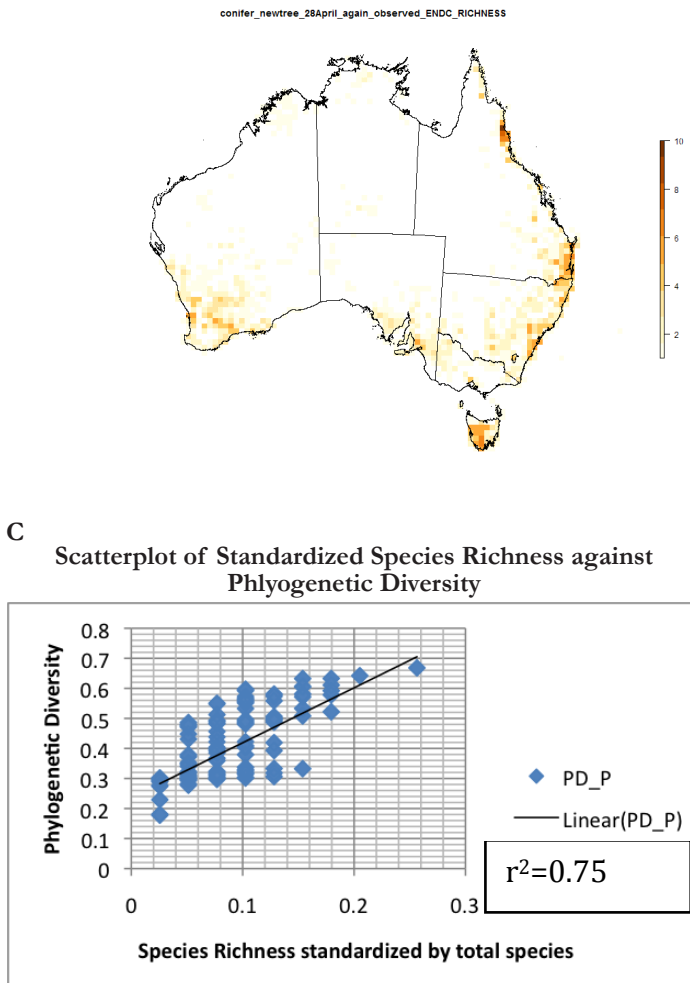 conifer_newtree_28April_again_observed_ENDC_RICHNESS
10
8
6
4
2
C
Scatterplot of Standardized Species Richness against
Phlyogenetic Diversity
Phylogenetic Diversity
0.8
0.7
0.6
0.5
0.4
0.3
0.2
0.1
0
0
0.1
0.2
0.3
Species Richness standardized by total species
PD_P
Linear(PD_P)
r²=0.75